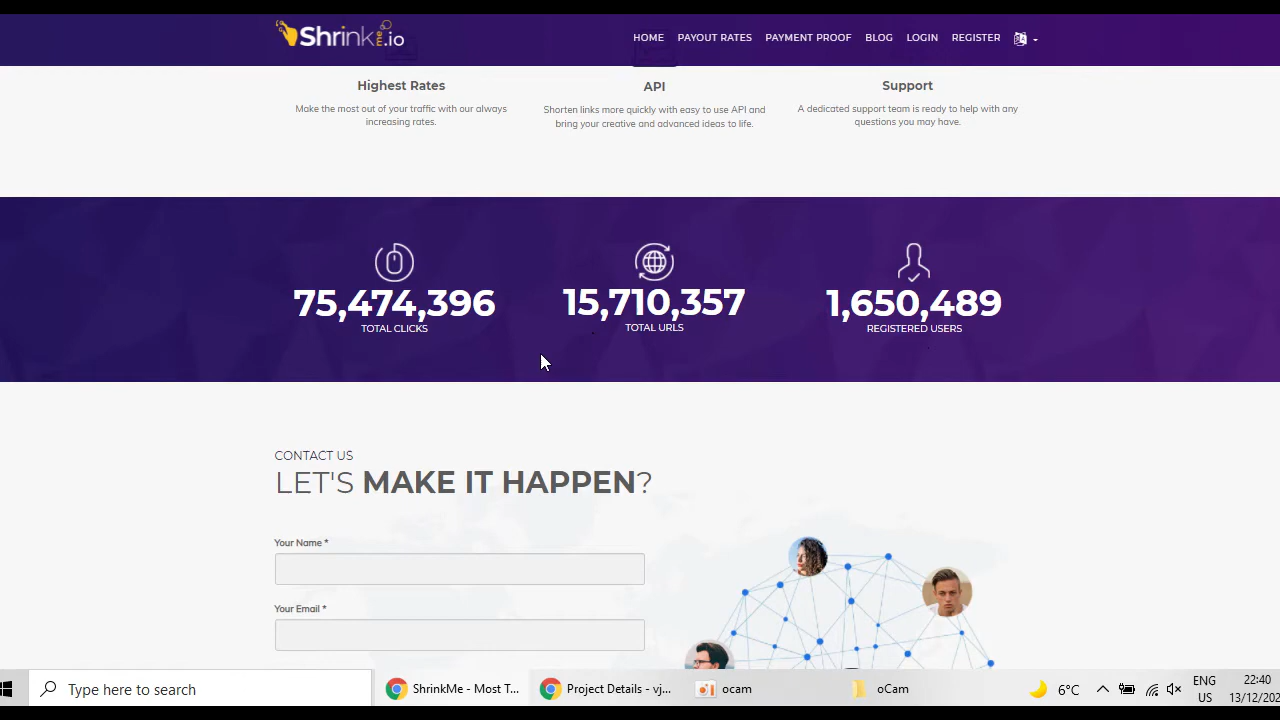 Shrinkme.io
HOME PAYOUT RATES PAYMENT PROOF BLOG LOGIN REGISTER
Highest Rates
Make the most out of your traffic with our always
increasing rates.
API
Shorten links more quickly with easy to use API and
bring your creative and advanced ideas to life.
Support
A dedicated support team is ready to help with any
questions you may have.
75,474,396
TOTAL CLICKS
15,710,357
TOTAL URLS
1,650,489
REGISTERED USERS
CONTACT US
LET'S MAKE IT HAPPEN?
Your Name *
Your Email *
Type here to search
ShrinkMe - Most T...
Project Details - vj...
ocam
oCam
6°C
ENG
US
22:40
13/12/202